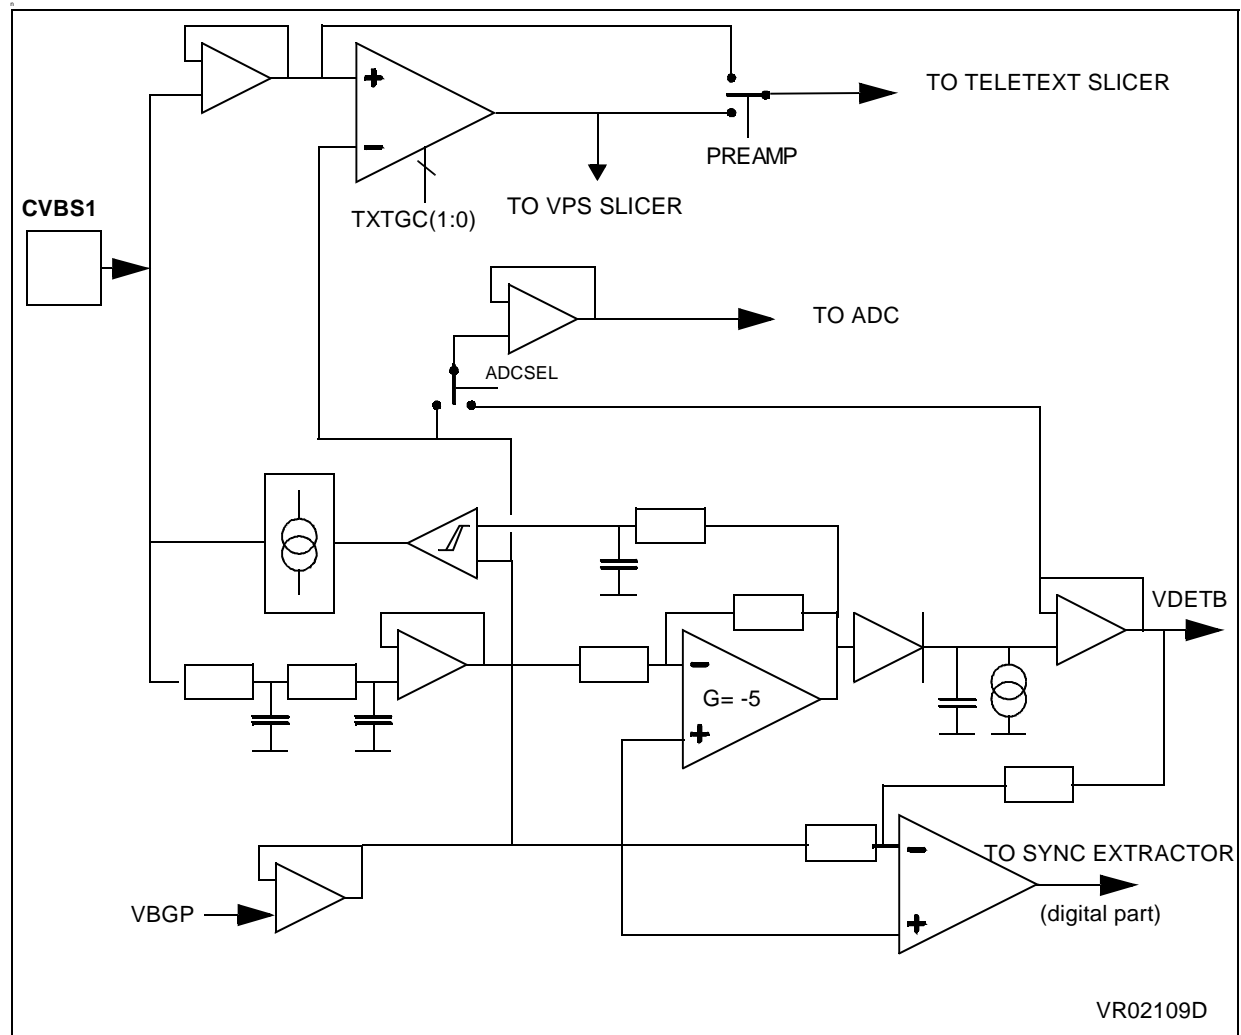 TO TELETEXT SLICER
PREAMP
CVBS1
TXTGC(1:0)
TO VPS SLICER
TO ADC
ADCSEL
VDETB
G= -5
TO SYNC EXTRACTOR
(digital part)
VBGP
VR02109D